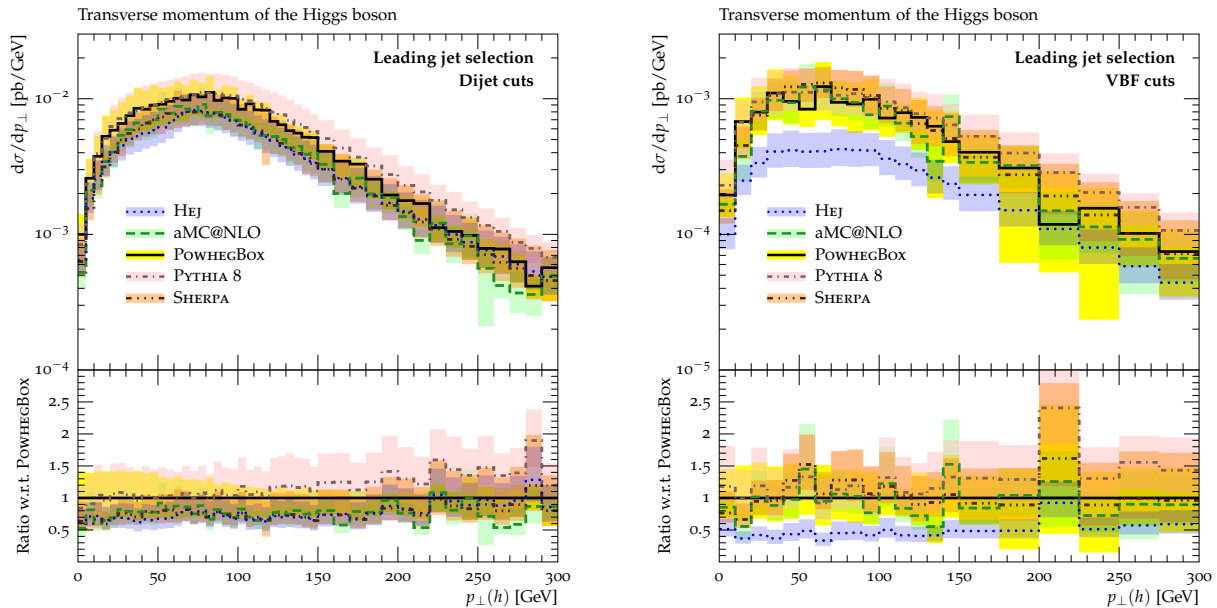 Transverse momentum of the Higgs boson
Leading jet selection
Dijet cuts
dσ/dp⊥ [pb/GeV]
10⁻²
10⁻³
10⁻⁴
HEJ
aMC@NLO
POWHEGBOX
PYTHIA 8
SHERPA
Ratio w.r.t. POWHEGBOX
2.5
2
1.5
1
0.5
0 50 100 150 200 250 300
p⊥(h) [GeV]
Transverse momentum of the Higgs boson
Leading jet selection
VBF cuts
dσ/dp⊥ [pb/GeV]
10⁻³
10⁻⁴
10⁻⁵
HEJ
aMC@NLO
POWHEGBOX
PYTHIA 8
SHERPA
Ratio w.r.t. POWHEGBOX
2.5
2
1.5
1
0.5
0 50 100 150 200 250 300
p⊥(h) [GeV]